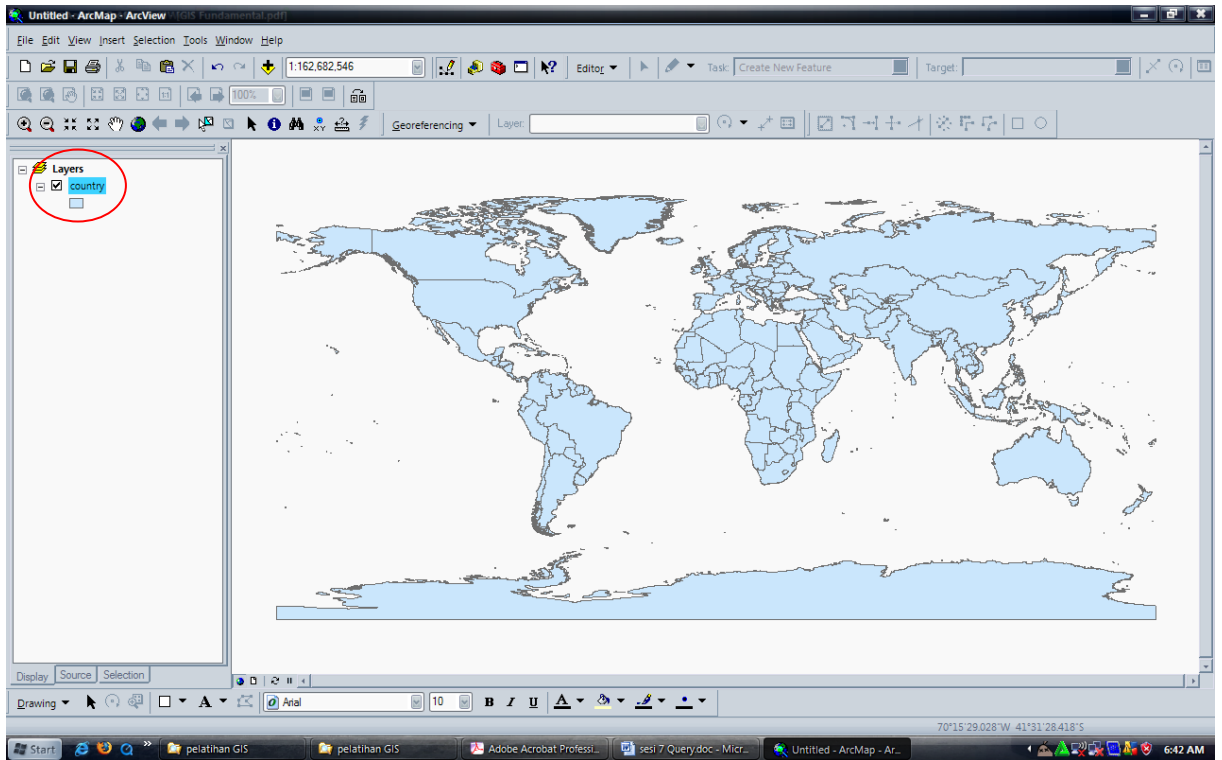 Untitled - ArcMap - ArcView - [GIS Fundamental.pdf]
File Edit View Insert Selection Tools Window Help
1:162,682,546 Editor Task: Create New Feature Target:
100%
Georeferencing Layer:
Layers
country
Display Source Selection
Drawing A Arial 10 B I U A
70°15'29.028"W 41°31'28.418"S
Start pelatihan GIS pelatihan GIS Adobe Acrobat Professi... sesi 7 Query.doc - Micr... Untitled - ArcMap - Ar... 6:42 AM